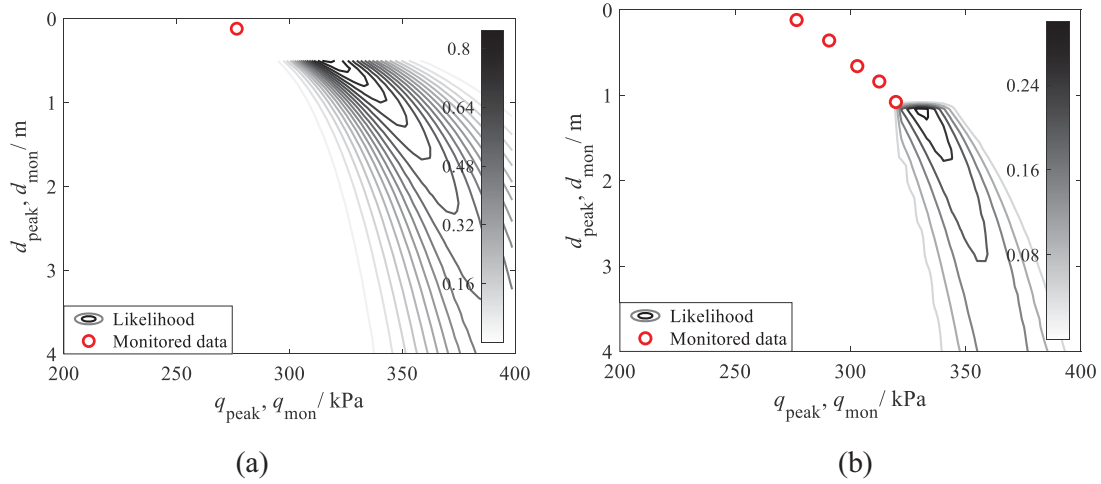 0
1
2
3
4
d_peak, d_mon / m
200
250
300
350
400
q_peak, q_mon / kPa
0.8
0.64
0.48
0.32
0.16
Likelihood
Monitored data
(a)
0
1
2
3
4
d_peak, d_mon / m
200
250
300
350
400
q_peak, q_mon / kPa
0.24
0.16
0.08
Likelihood
Monitored data
(b)